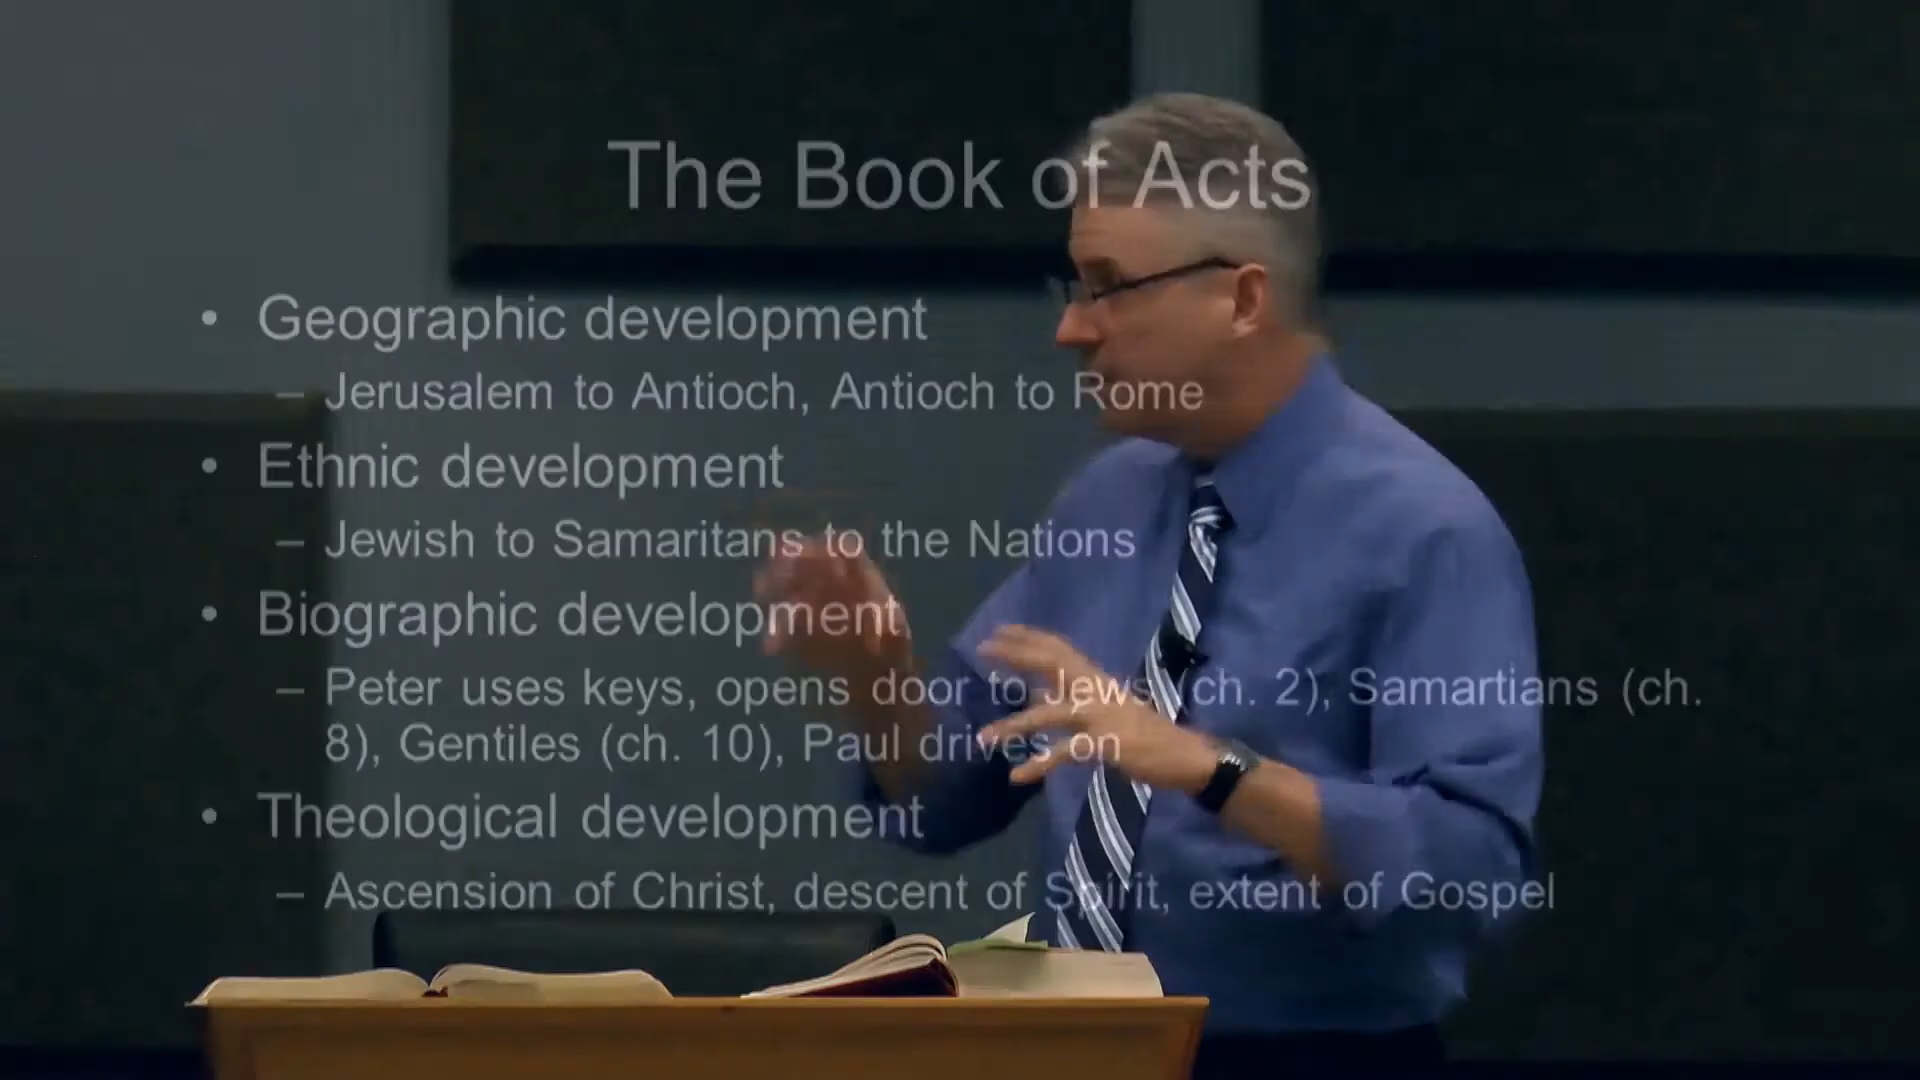 The Book of Acts
• Geographic development
– Jerusalem to Antioch, Antioch to Rome
• Ethnic development
– Jewish to Samaritans to the Nations
• Biographic development
– Peter uses keys, opens door to Jews (ch. 2), Samartians (ch.
8), Gentiles (ch. 10), Paul drives on
• Theological development
– Ascension of Christ, descent of Spirit, extent of Gospel